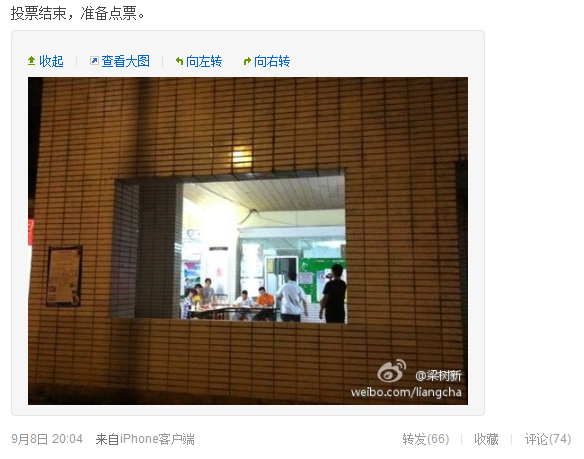 投票结束，准备点票。
收起 查看大图 向左转 向右转
@梁树新
weibo.com/liangcha
9月8日 20:04 来自iPhone客户端 转发(66) 收藏 评论(74)